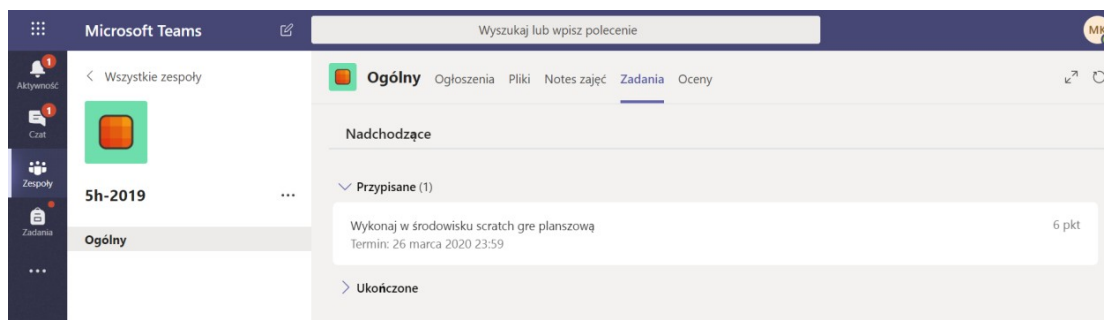 Microsoft Teams
Wyszukaj lub wpisz polecenie
MK
1
Aktywność
1
Czat
Zespoły
Zadania
Wszystkie zespoły
5h-2019
Ogólny
Ogólny Ogłoszenia Pliki Notes zajęć Zadania Oceny
Nadchodzące
Przypisane (1)
Wykonaj w środowisku scratch gre planszową 6 pkt
Termin: 26 marca 2020 23:59
Ukończone